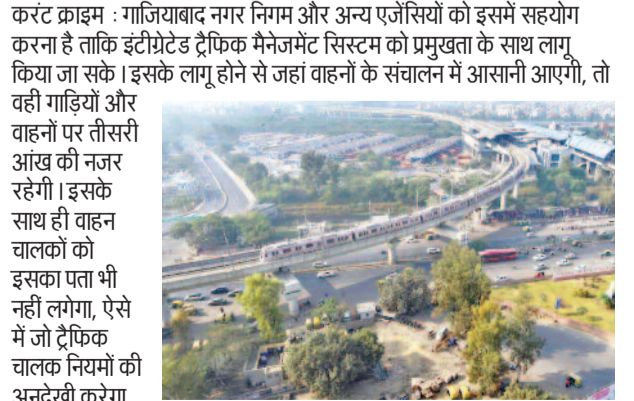 करंट क्राइम : गाजियाबाद नगर निगम और अन्य एजेंसियों को इसमें सहयोग
करना है ताकि इंटीग्रेटेड ट्रैफिक मैनेजमेंट सिस्टम को प्रमुखता के साथ लागू
किया जा सके । इसके लागू होने से जहां वाहनों के संचालन में आसानी आएगी, तो
वही गाड़ियों और
वाहनों पर तीसरी
आंख की नजर
रहेगी । इसके
साथ ही वाहन
चालकों को
इसका पता भी
नहीं लगेगा, ऐसे
में जो ट्रैफिक
चालक नियमों की
अनदेखी करेगा